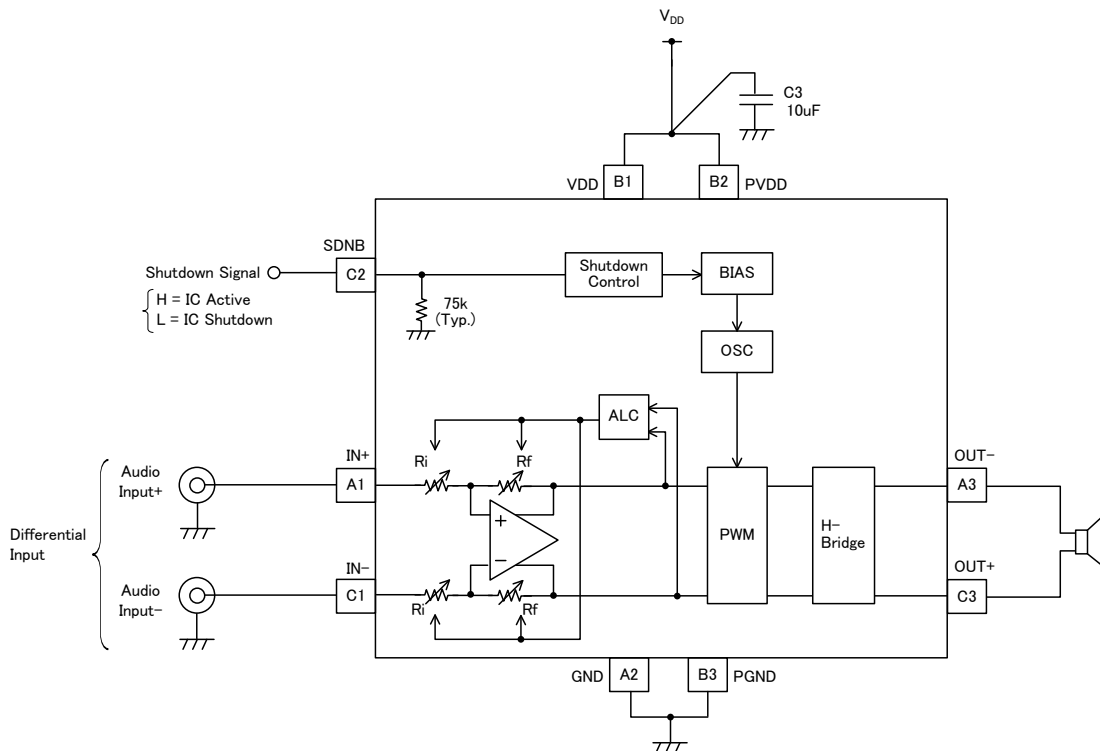 VDD
C3
10uF
VDD
B1
B2
PVDD
SDNB
Shutdown Signal
C2
H = IC Active
L = IC Shutdown
75k
(Typ.)
Shutdown
Control
BIAS
OSC
ALC
IN+
Ri
Rf
OUT-
Audio
Input+
A1
A3
Differential
Input
+
−
PWM
H-
Bridge
IN-
OUT+
Audio
Input-
C1
Ri
Rf
C3
GND
A2
B3
PGND